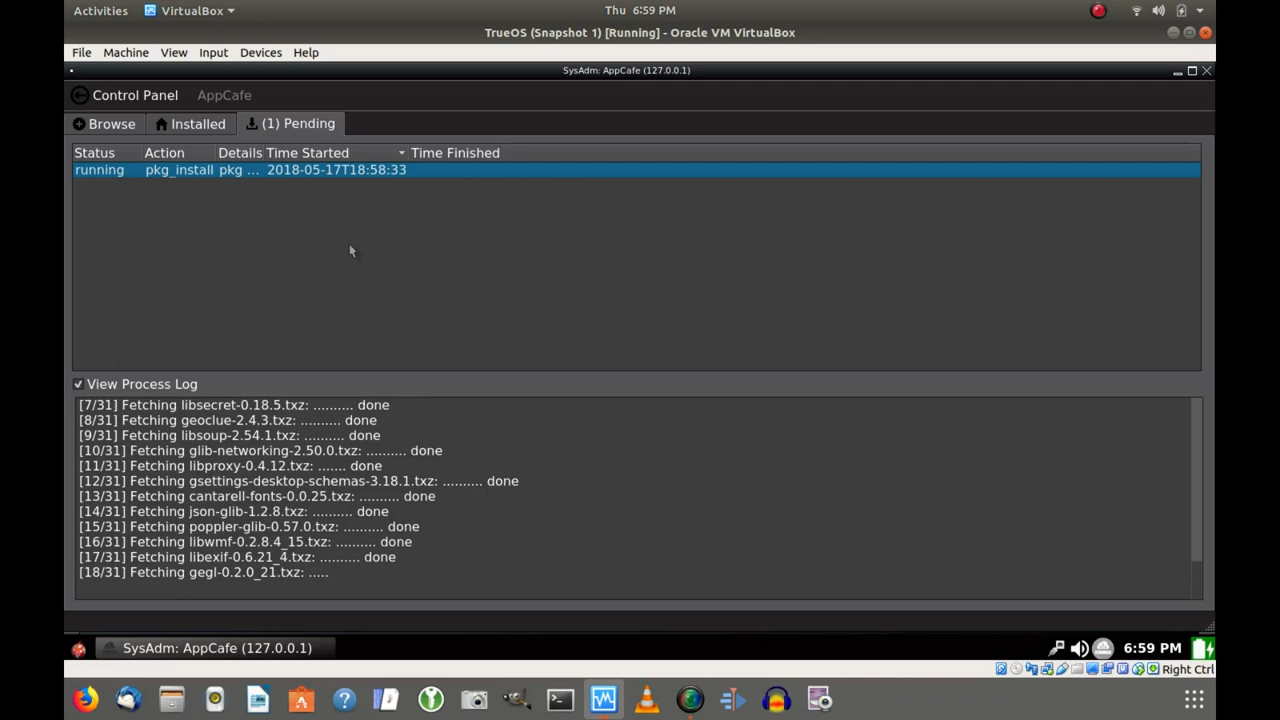 Activities VirtualBox Thu 6:59 PM
TrueOS (Snapshot 1) [Running] - Oracle VM VirtualBox
File Machine View Input Devices Help
SysAdm: AppCafe (127.0.0.1)
Control Panel AppCafe
Browse Installed (1) Pending
Status Action Details Time Started Time Finished
running pkg_install pkg ... 2018-05-17T18:58:33
View Process Log
[7/31] Fetching libsecret-0.18.5.txz: .......... done
[8/31] Fetching geoclue-2.4.3.txz: .......... done
[9/31] Fetching libsoup-2.54.1.txz: .......... done
[10/31] Fetching glib-networking-2.50.0.txz: .......... done
[11/31] Fetching libproxy-0.4.12.txz: ....... done
[12/31] Fetching gsettings-desktop-schemas-3.18.1.txz: .......... done
[13/31] Fetching cantarell-fonts-0.0.25.txz: .......... done
[14/31] Fetching json-glib-1.2.8.txz: .......... done
[15/31] Fetching poppler-glib-0.57.0.txz: .......... done
[16/31] Fetching libwmf-0.2.8.4_15.txz: .......... done
[17/31] Fetching libexif-0.6.21_4.txz: .......... done
[18/31] Fetching gegl-0.2.0_21.txz: .....
SysAdm: AppCafe (127.0.0.1) 6:59 PM
Right Ctrl